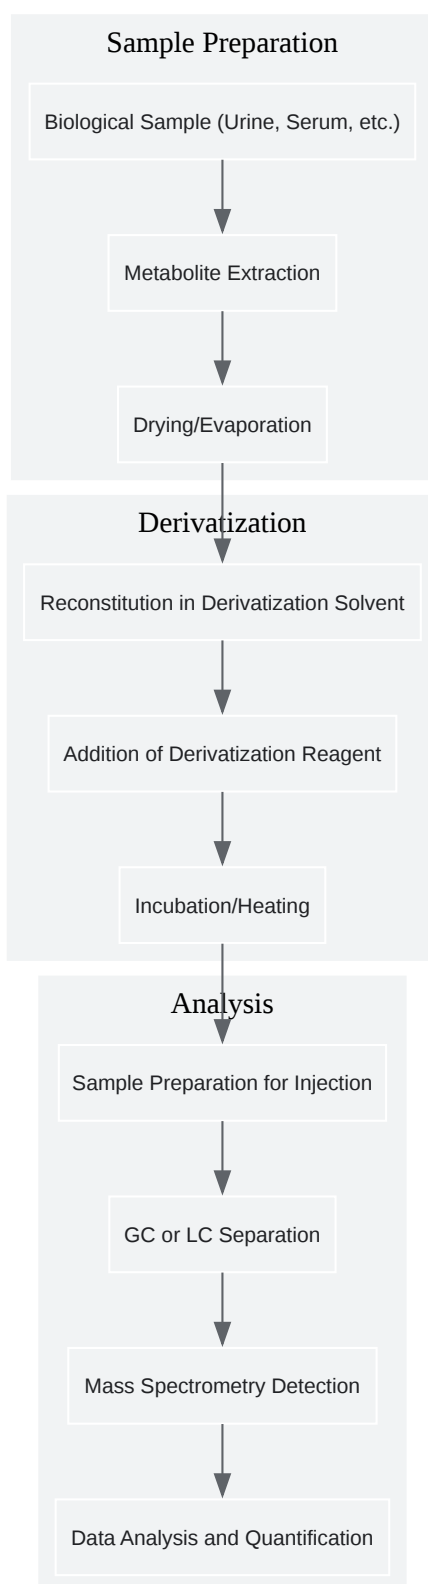 Sample Preparation
Biological Sample (Urine, Serum, etc.)
Metabolite Extraction
Drying/Evaporation
Derivatization
Reconstitution in Derivatization Solvent
Addition of Derivatization Reagent
Incubation/Heating
Analysis
Sample Preparation for Injection
GC or LC Separation
Mass Spectrometry Detection
Data Analysis and Quantification